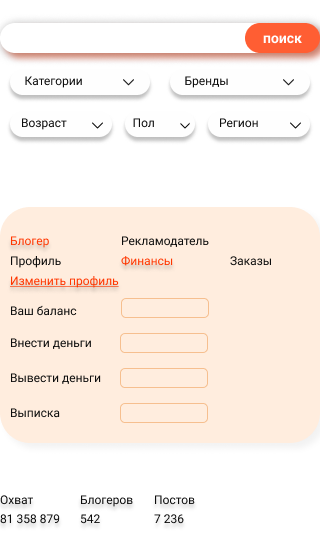 поиск
Категории Бренды
Возраст Пол Регион
Блогер Рекламодатель
Профиль Финансы Заказы
Изменить профиль
Ваш баланс
Внести деньги
Вывести деньги
Выписка
Охват Блогеров Постов
81 358 879 542 7 236